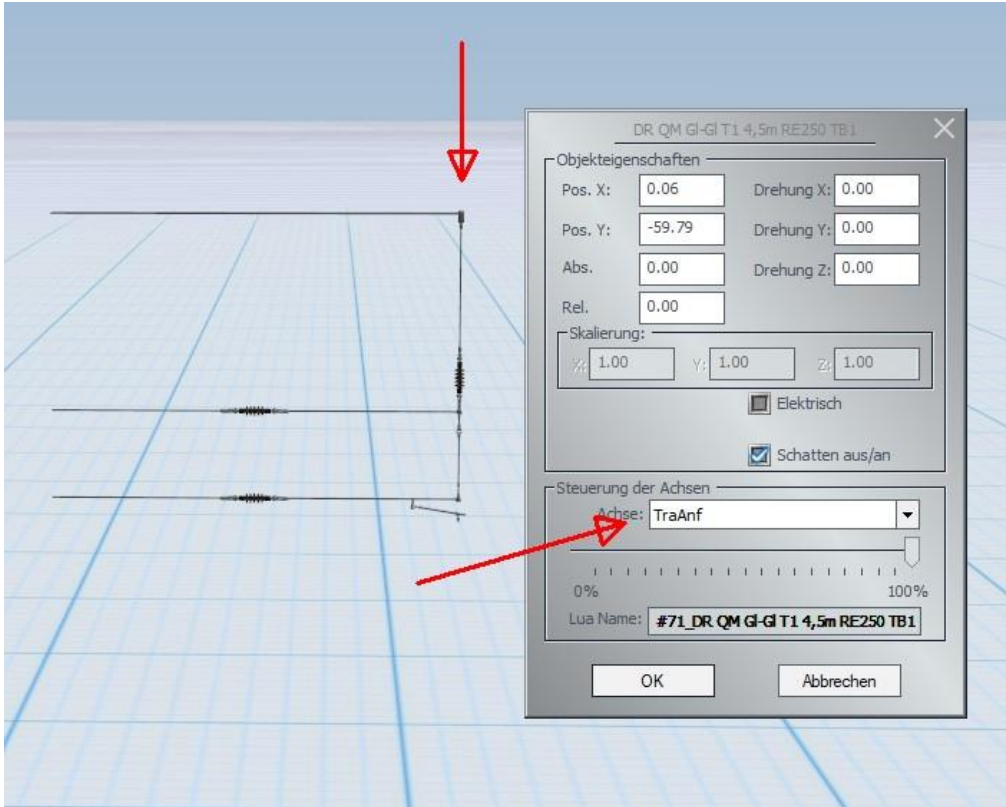 DR QM Gl-Gl T1 4,5m RE250 TB1
Objekteigenschaften
Pos. X: 0.06 Drehung X: 0.00
Pos. Y: -59.79 Drehung Y: 0.00
Abs. 0.00 Drehung Z: 0.00
Rel. 0.00
Skalierung:
X: 1.00 Y: 1.00 Z: 1.00
Elektrisch
Schatten aus/an
Steuerung der Achsen
Achse: TraAnf
0% 100%
Lua Name: #71_DR QM Gl-Gl T1 4,5m RE250 TB1
OK Abbrechen